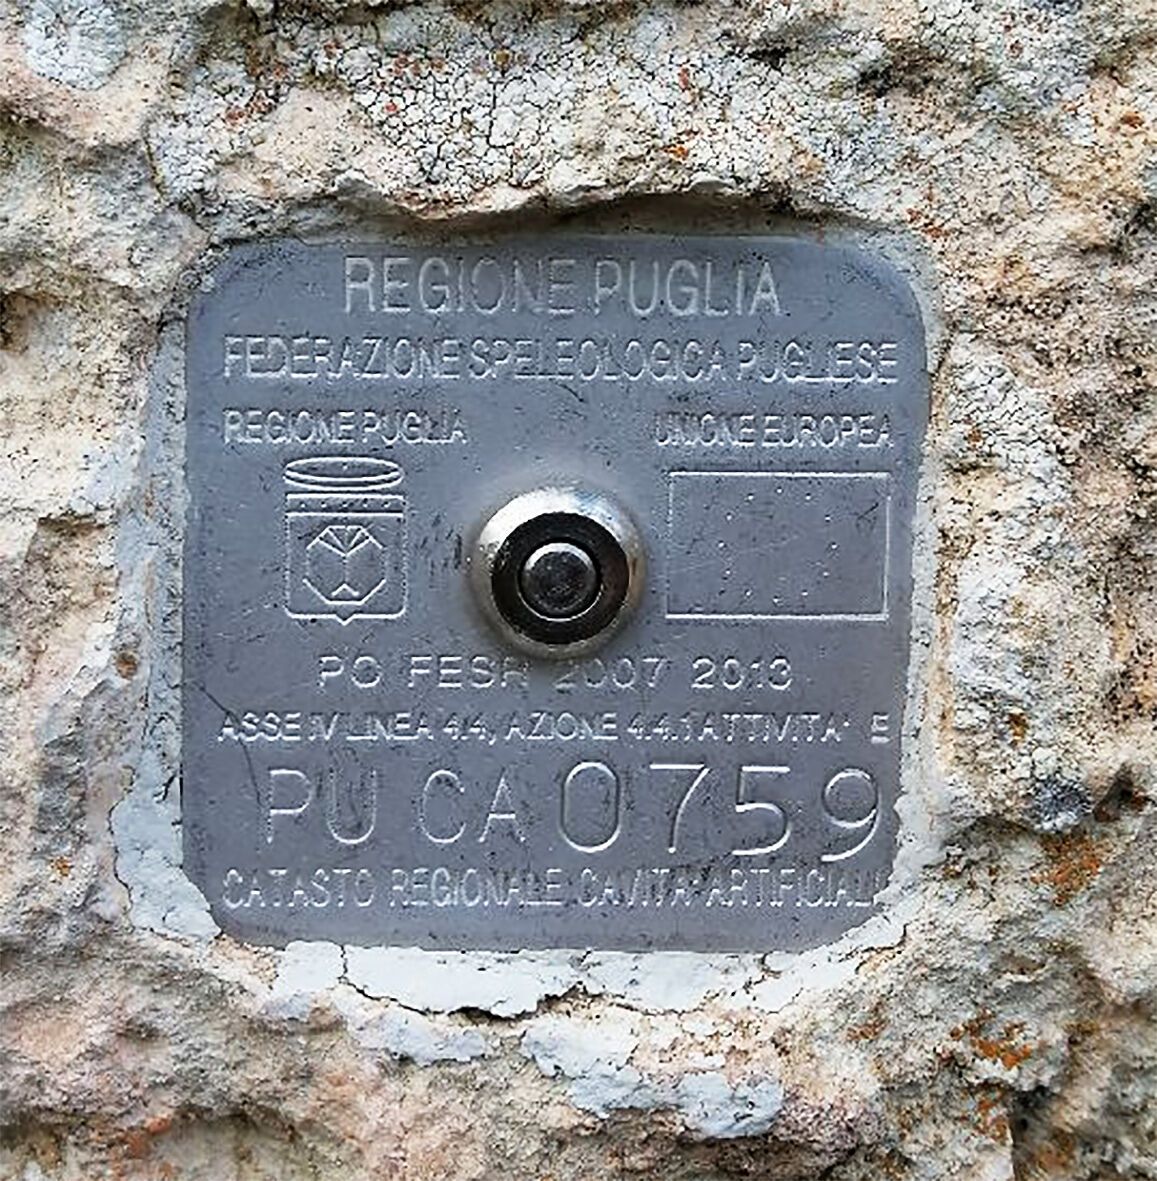 REGIONE PUGLIA
FEDERAZIONE SPELEOLOGICA PUGLIESE
REGIONE PUGLIA UNIONE EUROPEA
PO FESR 2007 2013
ASSE IV LINEA 4.4, AZIONE 4.4.1 ATTIVITA' E
PU CA 0759
CATASTO REGIONALE CAVITA' ARTIFICIALI